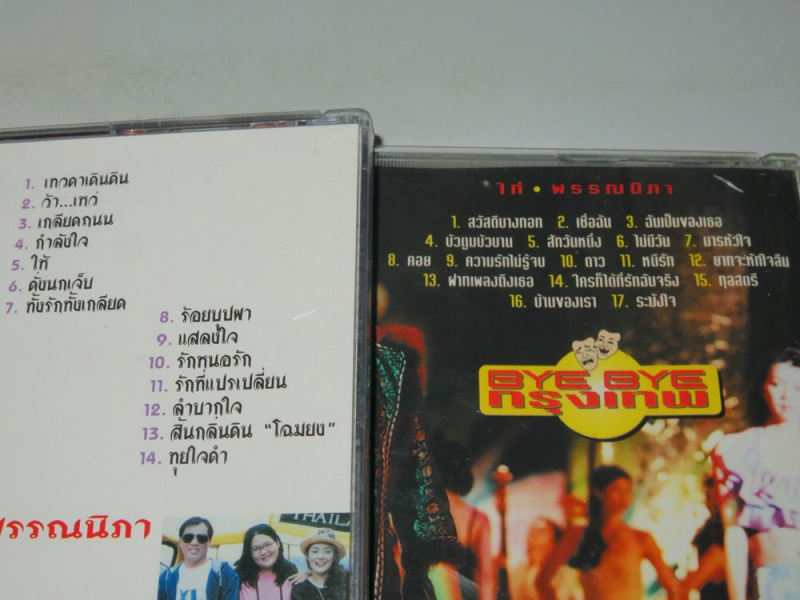 1. เทวดาเดินดิน
2. ว้า...เหว่
3. เกลียดถนน
4. กำลังใจ
5. ให้
6. ดั่งนกเจ็บ
7. ทั้งรักทั้งเกลียด
8. ร้อยบุปผา
9. แสลงใจ
10. รักหนอรัก
11. รักที่แปรเปลี่ยน
12. ลำบากใจ
13. สิ้นกลิ่นดิน "โฉมยง"
14. ทุยใจดำ
พรรณนิภา
THAILA
ไก่ • พรรณนิภา
1. สวัสดีบางกอก 2. เชื่อฉัน 3. ฉันเป็นของเธอ
4. บัวตูมบัวบาน 5. สักวันหนึ่ง 6. ไม่มีวัน 7. มารหัวใจ
8. คอย 9. ความรักไม่รู้จบ 10. ดาว 11. หนีรัก 12. ยากจะหักใจลืม
13. ฝากเพลงถึงเธอ 14. ใครก็ได้ที่รักฉันจริง 15. กุลสตรี
16. บ้านของเรา 17. ระฆังใจ
BYE BYE
กรุงเทพ